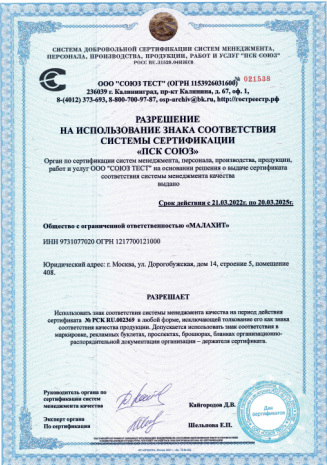 СИСТЕМА ДОБРОВОЛЬНОЙ СЕРТИФИКАЦИИ СИСТЕМ МЕНЕДЖМЕНТА,
ПЕРСОНАЛА, ПРОИЗВОДСТВА, ПРОДУКЦИИ, РАБОТ И УСЛУГ "ПСК СОЮЗ"
№ 021538
ООО "СОЮЗ ТЕСТ" (ОГРН 1153926031600)
236039 г. Калининград, пр-кт Калинина, д. 67, оф. 1,
8-(4012) 373-693, 8-800-700-97-87, osp-archiv@bk.ru, http://гостреестр.рф
РАЗРЕШЕНИЕ
НА ИСПОЛЬЗОВАНИЕ ЗНАКА СООТВЕТСТВИЯ
СИСТЕМЫ СЕРТИФИКАЦИИ
«ПСК СОЮЗ»
Орган по сертификации систем менеджмента, персонала, производства, продукции,
работ и услуг ООО "СОЮЗ ТЕСТ" на основании решения о выдаче сертификата
соответствия системы менеджмента качества
выдано
Срок действия с 21.03.2022г. по 20.03.2025г.
Общество с ограниченной ответственностью «МАЛАХИТ»
ИНН 9731077020 ОГРН 1217700121000
Юридический адрес: г. Москва, ул. Дорогобужская, дом 14, строение 5, помещение
408.
РАЗРЕШАЕТ
Использовать знак соответствия системы менеджмента качества на период действия
сертификата № РСК RU.002369 в любой форме, исключающей толкование его как знака
соответствия качества продукции. Допускается использовать знак соответствия в
маркировке, рекламных буклетах, проспектах, брошюрах, бланках организационно-
распорядительной документации организации – держателя сертификата.
Руководитель органа по
сертификации систем
менеджмента качества
Кайгородов Д.В.
Эксперт органа
По сертификации
Шельпова Е.П.
Для
сертификатов